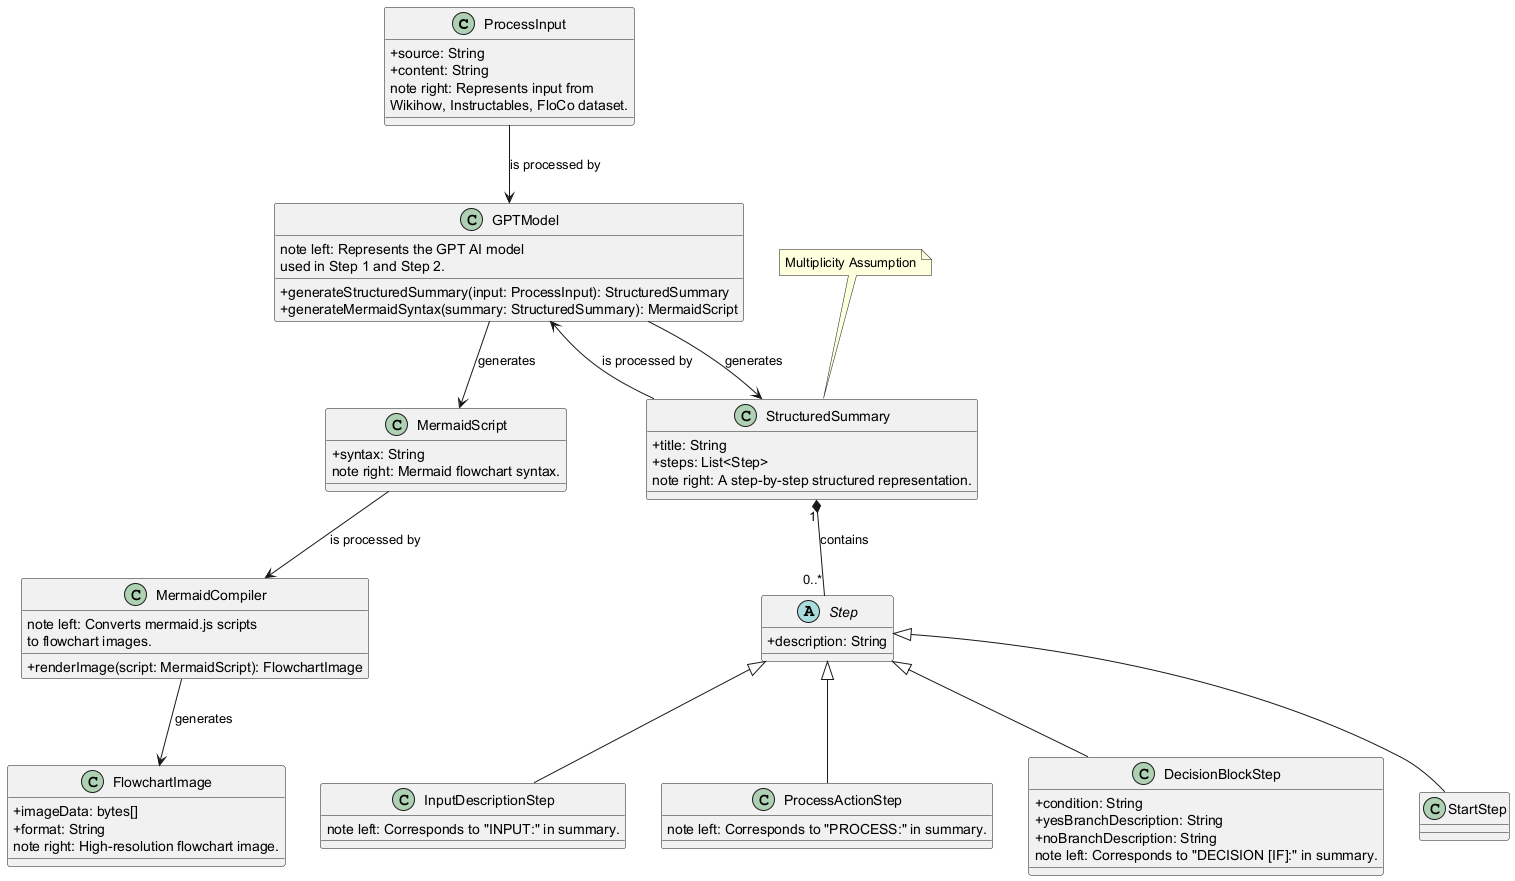 C ProcessInput
+source: String
+content: String
note right: Represents input from
Wikihow, Instructables, FloCo dataset.
is processed by
C GPTModel
note left: Represents the GPT AI model
used in Step 1 and Step 2.
+generateStructuredSummary(input: ProcessInput): StructuredSummary
+generateMermaidSyntax(summary: StructuredSummary): MermaidScript
Multiplicity Assumption
generates
is processed by
generates
C MermaidScript
+syntax: String
note right: Mermaid flowchart syntax.
C StructuredSummary
+title: String
+steps: List<Step>
note right: A step-by-step structured representation.
is processed by
1
contains
0..*
C MermaidCompiler
note left: Converts mermaid.js scripts
to flowchart images.
+renderImage(script: MermaidScript): FlowchartImage
A Step
+description: String
generates
C FlowchartImage
+imageData: bytes[]
+format: String
note right: High-resolution flowchart image.
C InputDescriptionStep
note left: Corresponds to "INPUT:" in summary.
C ProcessActionStep
note left: Corresponds to "PROCESS:" in summary.
C DecisionBlockStep
+condition: String
+yesBranchDescription: String
+noBranchDescription: String
note left: Corresponds to "DECISION [IF]:" in summary.
C StartStep